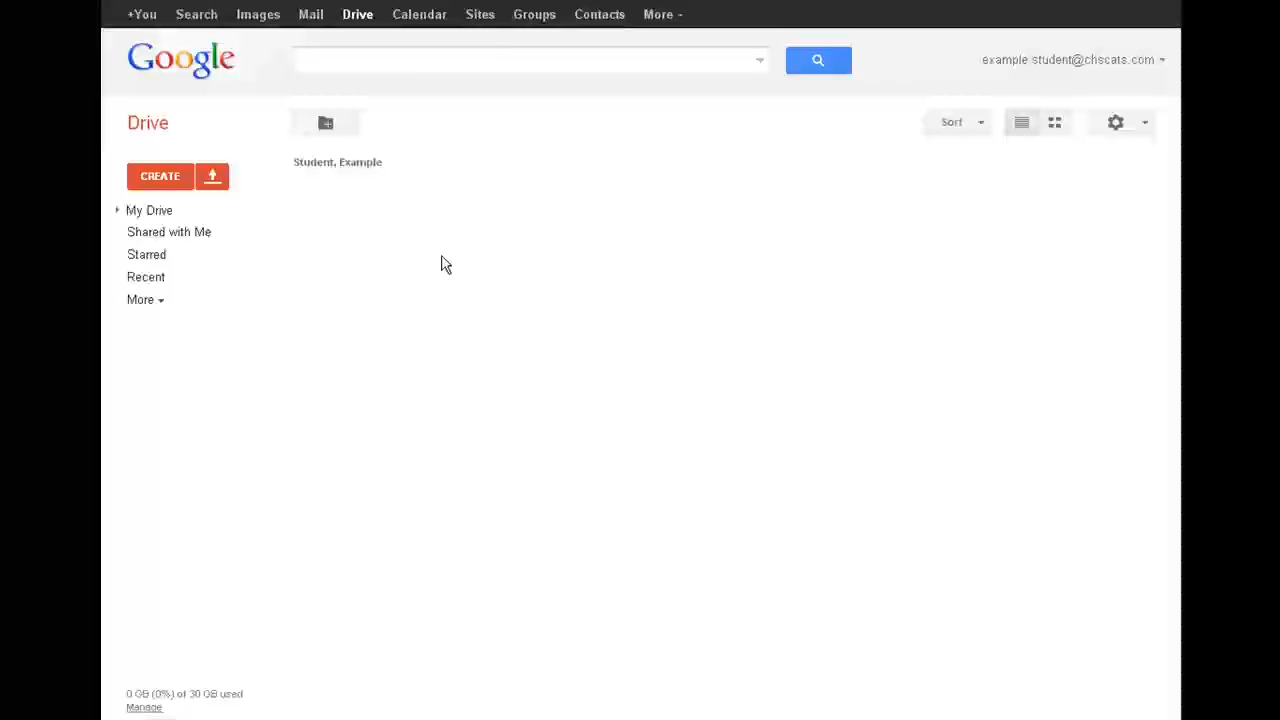 +You Search Images Mail Drive Calendar Sites Groups Contacts More
Google
example student@chscats.com
Drive
Sort
Student, Example
CREATE
My Drive
Shared with Me
Starred
Recent
More
0 GB (0%) of 30 GB used
Manage